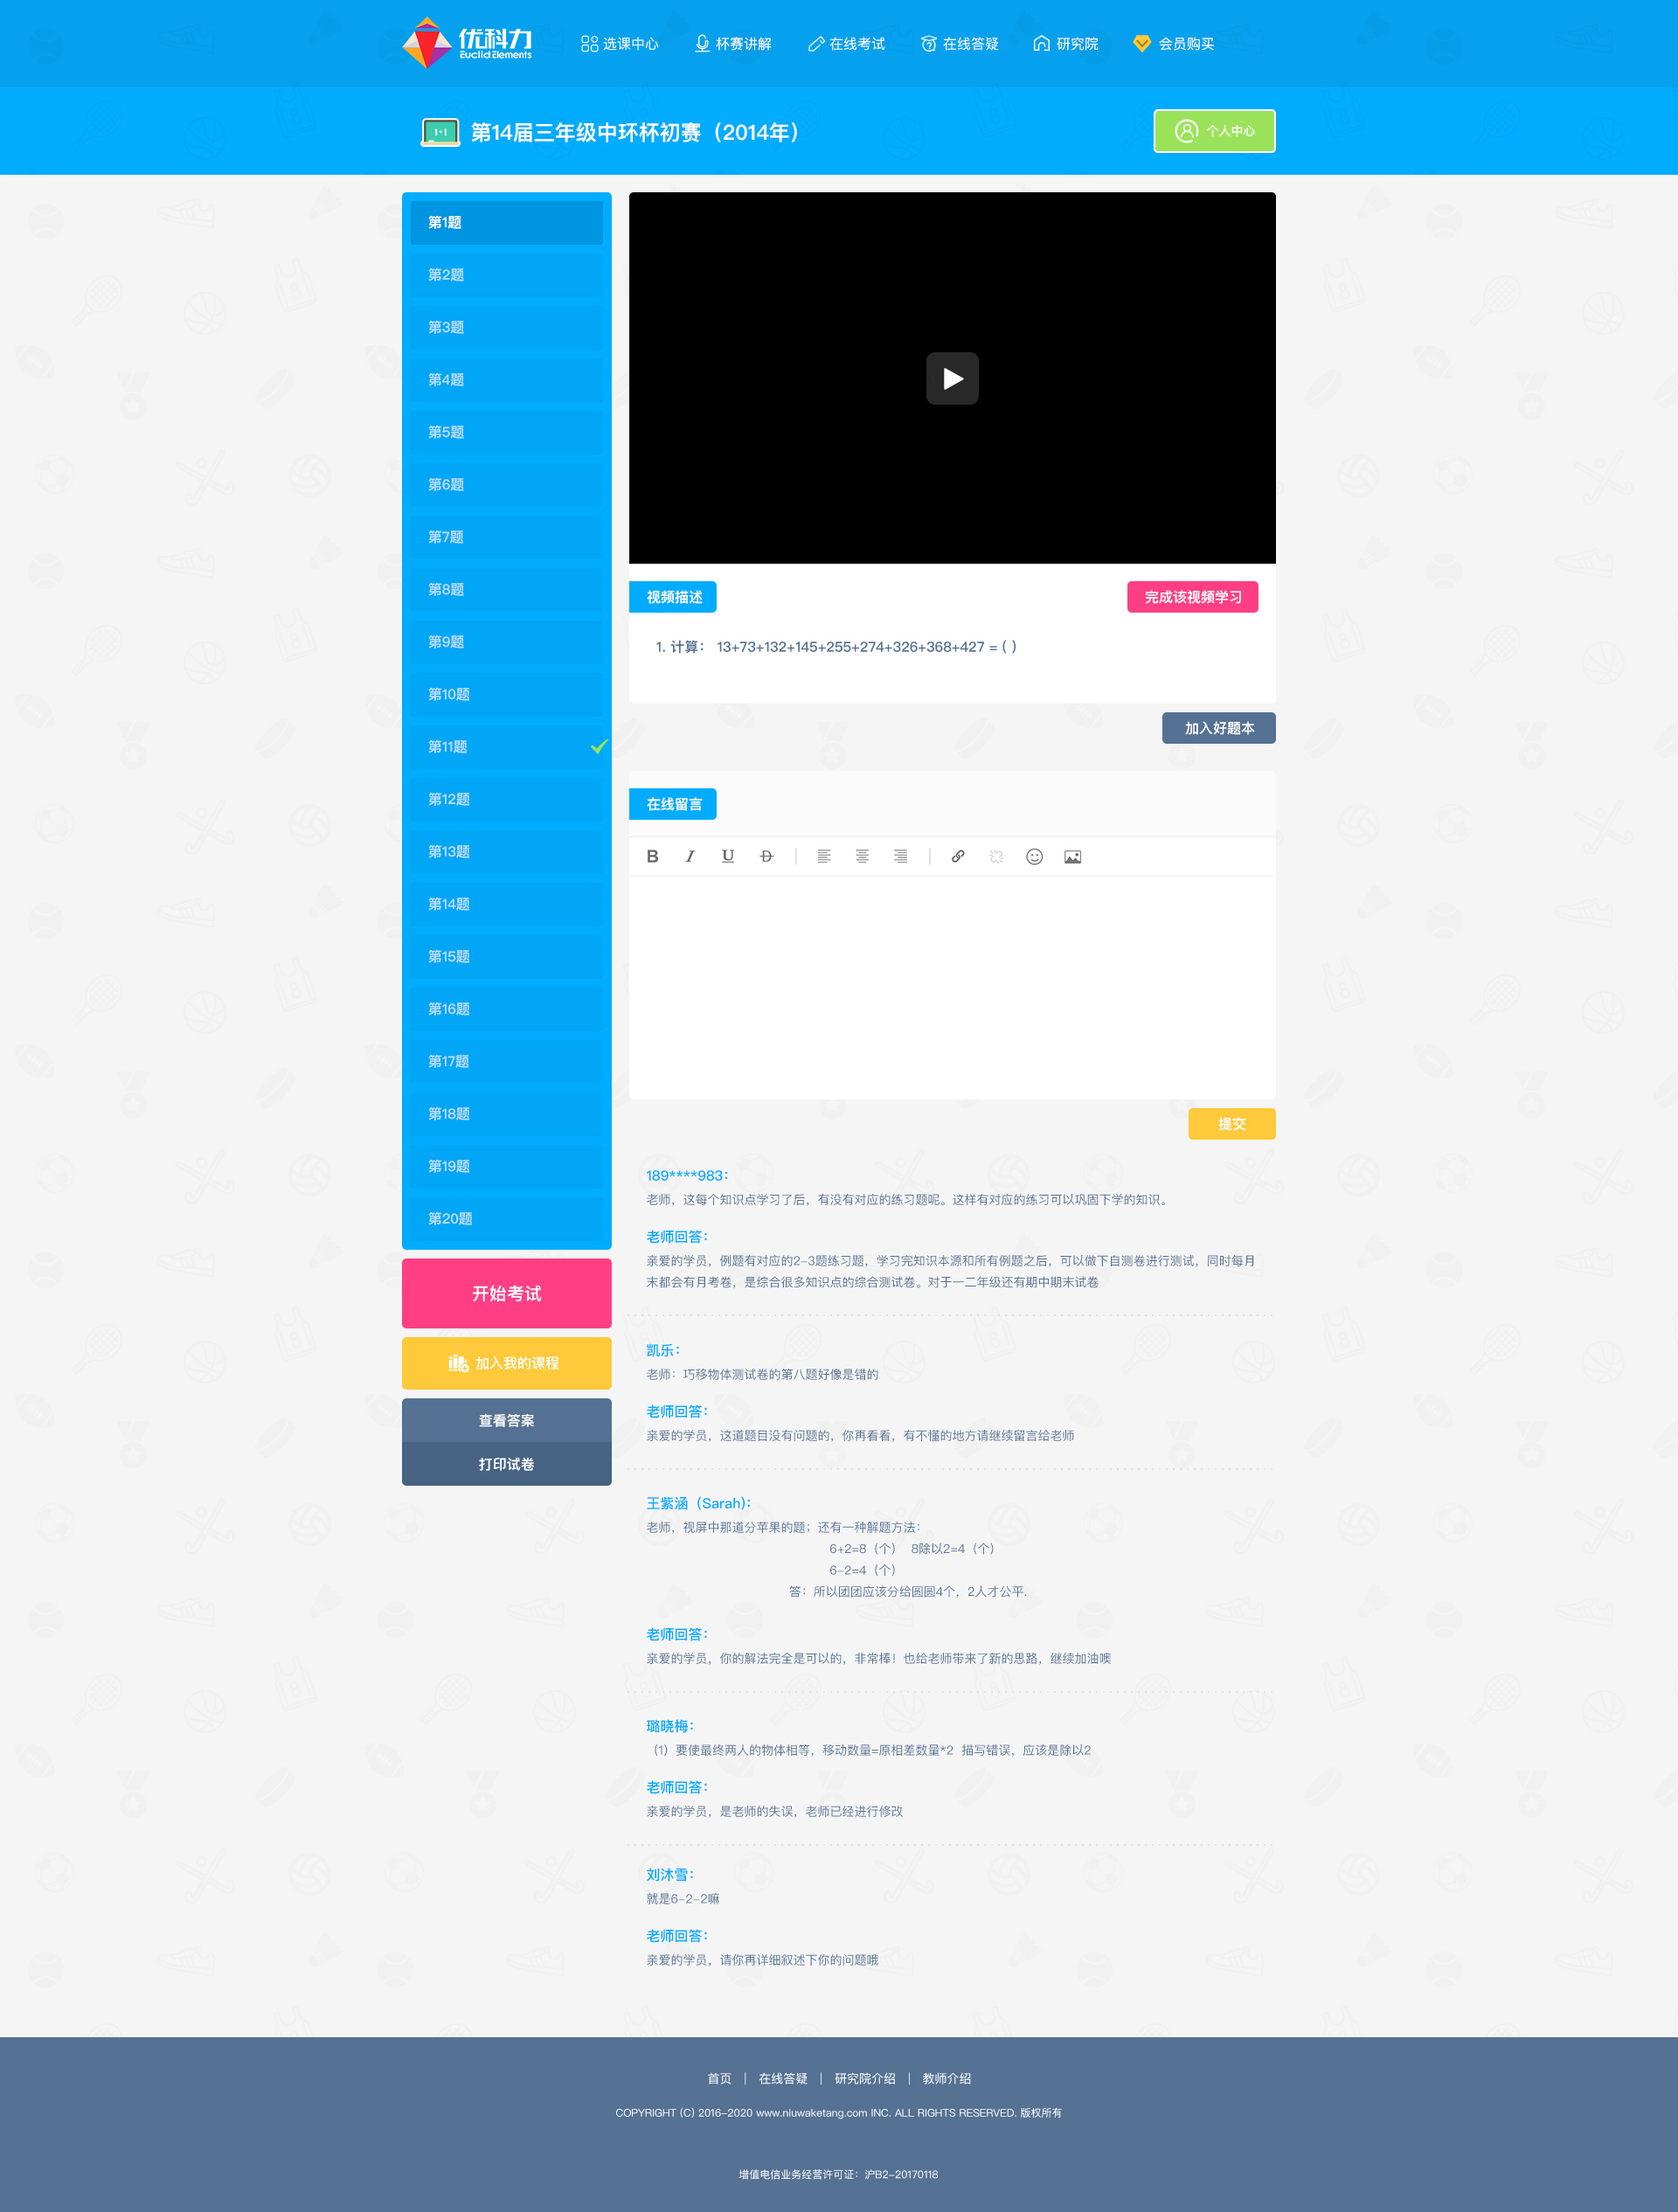 优科力
Euclid Elements
选课中心 杯赛讲解 在线考试 在线答疑 研究院 会员购买
1+1 第14届三年级中环杯初赛（2014年） 个人中心
第1题
第2题
第3题
第4题
第5题
第6题
第7题
第8题
第9题
第10题
第11题
第12题
第13题
第14题
第15题
第16题
第17题
第18题
第19题
第20题
开始考试
加入我的课程
查看答案
打印试卷
视频描述 完成该视频学习
1. 计算： 13+73+132+145+255+274+326+368+427 = ( )
加入好题本
在线留言
B I U D
提交
189****983：
老师，这每个知识点学习了后，有没有对应的练习题呢。这样有对应的练习可以巩固下学的知识。
老师回答：
亲爱的学员，例题有对应的2-3题练习题，学习完知识本源和所有例题之后，可以做下自测卷进行测试，同时每月
末都会有月考卷，是综合很多知识点的综合测试卷。对于一二年级还有期中期末试卷
凯乐：
老师：巧移物体测试卷的第八题好像是错的
老师回答：
亲爱的学员，这道题目没有问题的，你再看看，有不懂的地方请继续留言给老师
王紫涵（Sarah)：
老师，视屏中那道分苹果的题；还有一种解题方法：
6+2=8（个） 8除以2=4（个）
6-2=4（个）
答：所以团团应该分给圆圆4个，2人才公平.
老师回答：
亲爱的学员，你的解法完全是可以的，非常棒！也给老师带来了新的思路，继续加油噢
璐晓梅：
（1）要使最终两人的物体相等，移动数量=原相差数量*2 描写错误，应该是除以2
老师回答：
亲爱的学员，是老师的失误，老师已经进行修改
刘沐雪：
就是6-2-2嘛
老师回答：
亲爱的学员，请你再详细叙述下你的问题哦
首页 | 在线答疑 | 研究院介绍 | 教师介绍
COPYRIGHT (C) 2016-2020 www.niuwaketang.com INC. ALL RIGHTS RESERVED. 版权所有
增值电信业务经营许可证：沪B2-20170118